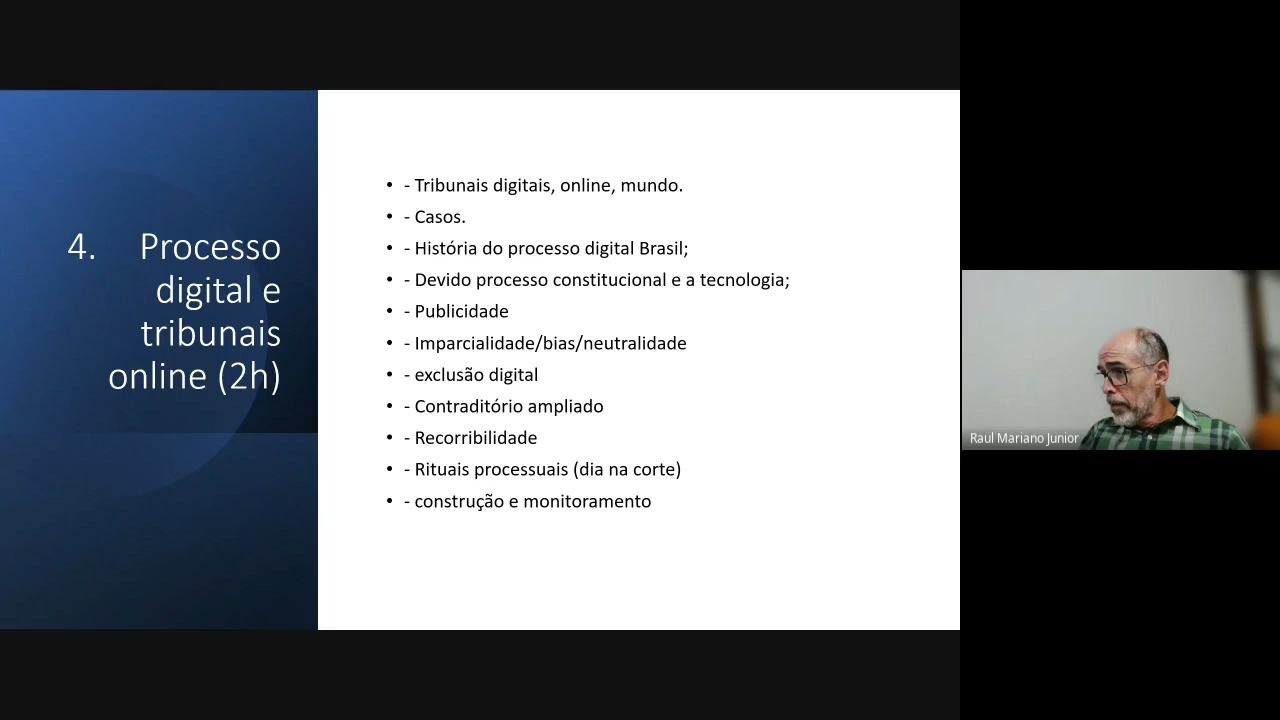 4. Processo
digital e
tribunais
online (2h)
• - Tribunais digitais, online, mundo.
• - Casos.
• - História do processo digital Brasil;
• - Devido processo constitucional e a tecnologia;
• - Publicidade
• - Imparcialidade/bias/neutralidade
• - exclusão digital
• - Contraditório ampliado
• - Recorribilidade
• - Rituais processuais (dia na corte)
• - construção e monitoramento
Raul Mariano Junior